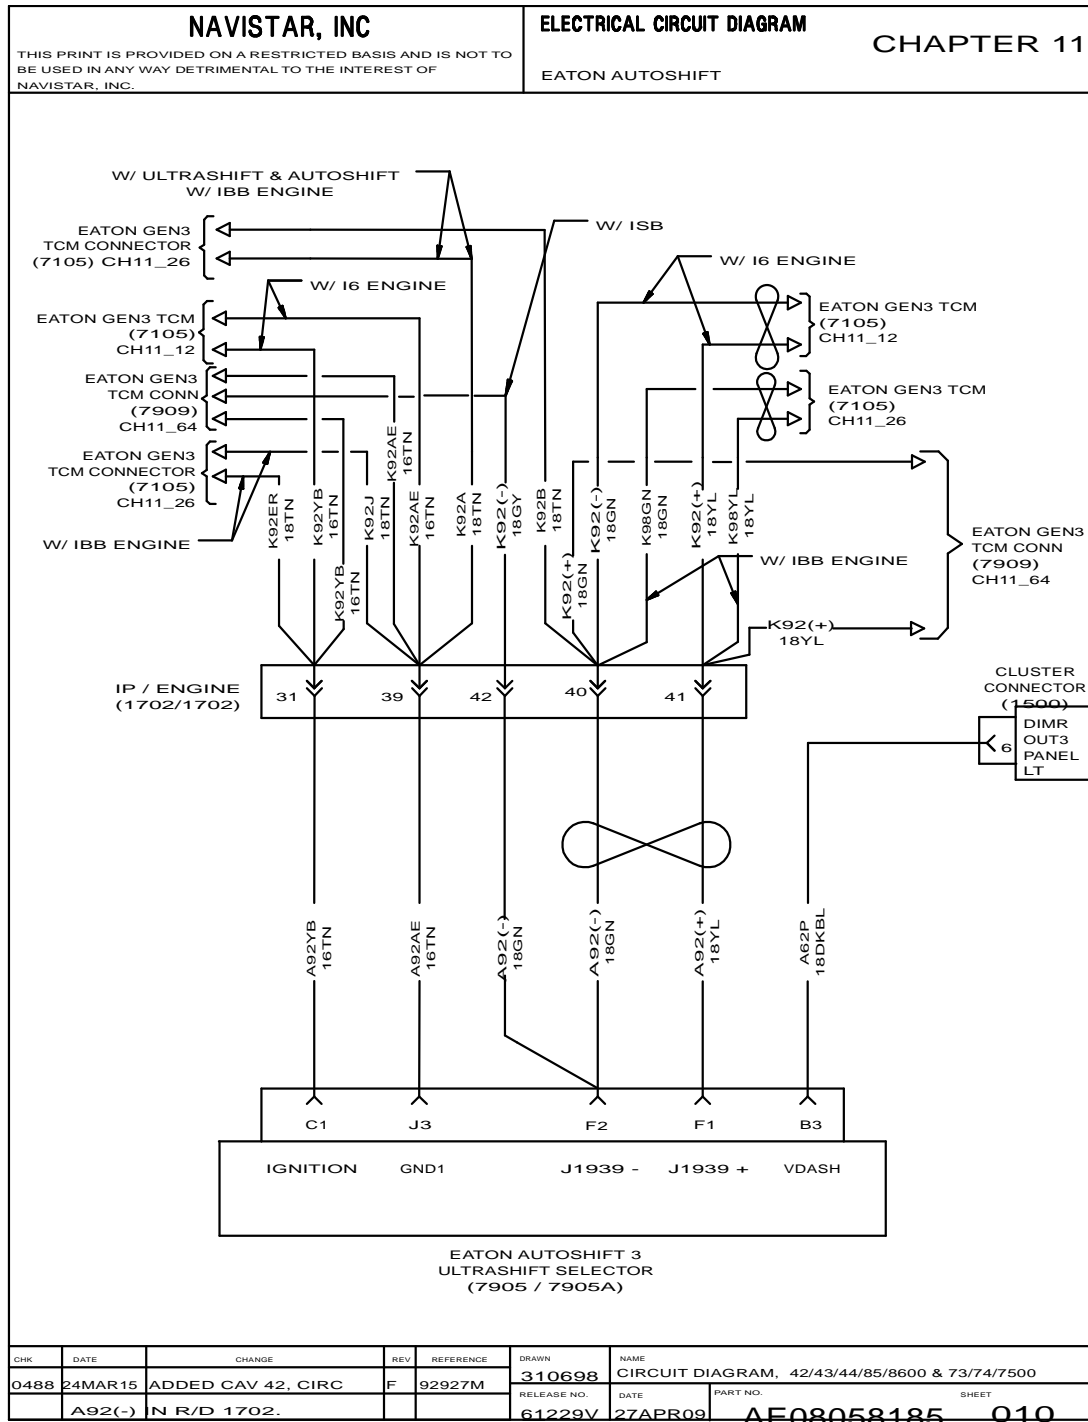 NAVISTAR, INC
THIS PRINT IS PROVIDED ON A RESTRICTED BASIS AND IS NOT TO
BE USED IN ANY WAY DETRIMENTAL TO THE INTEREST OF
NAVISTAR, INC.
ELECTRICAL CIRCUIT DIAGRAM
EATON AUTOSHIFT
CHAPTER 11
W/ ULTRASHIFT & AUTOSHIFT
W/ IBB ENGINE
EATON GEN3
TCM CONNECTOR
(7105) CH11_26
W/ ISB
W/ I6 ENGINE
W/ I6 ENGINE
EATON GEN3 TCM
(7105)
CH11_12
EATON GEN3 TCM
(7105)
CH11_12
EATON GEN3
TCM CONN
(7909)
CH11_64
EATON GEN3 TCM
(7105)
CH11_26
EATON GEN3
TCM CONNECTOR
(7105)
CH11_26
W/ IBB ENGINE
K92ER
18TN
K92YB
16TN
K92YB
16TN
K92J
18TN
K92AE
16TN
K92AE
16TN
K92A
18TN
K92(-)
18GY
K92B
18TN
K92(+)
18GN
K92(-)
18GN
K98GN
18GN
K92(+)
18YL
K98YL
18YL
W/ IBB ENGINE
EATON GEN3
TCM CONN
(7909)
CH11_64
K92(+)
18YL
IP / ENGINE
(1702/1702)
31
39
42
40
41
CLUSTER
CONNECTOR
(1500)
6
DIMR
OUT3
PANEL
LT
A92YB
16TN
A92AE
16TN
A92(-)
18GN
A92(-)
18GN
A92(+)
18YL
A62P
18DKBL
C1
J3
F2
F1
B3
IGNITION
GND1
J1939 -
J1939 +
VDASH
EATON AUTOSHIFT 3
ULTRASHIFT SELECTOR
(7905 / 7905A)
CHK DATE CHANGE REV REFERENCE
0488 24MAR15 ADDED CAV 42, CIRC F 92927M
A92(-) IN R/D 1702.
DRAWN
310698
NAME
CIRCUIT DIAGRAM, 42/43/44/85/8600 & 73/74/7500
RELEASE NO.
61229V
DATE
27APR09
PART NO.
AE08058185
SHEET
010